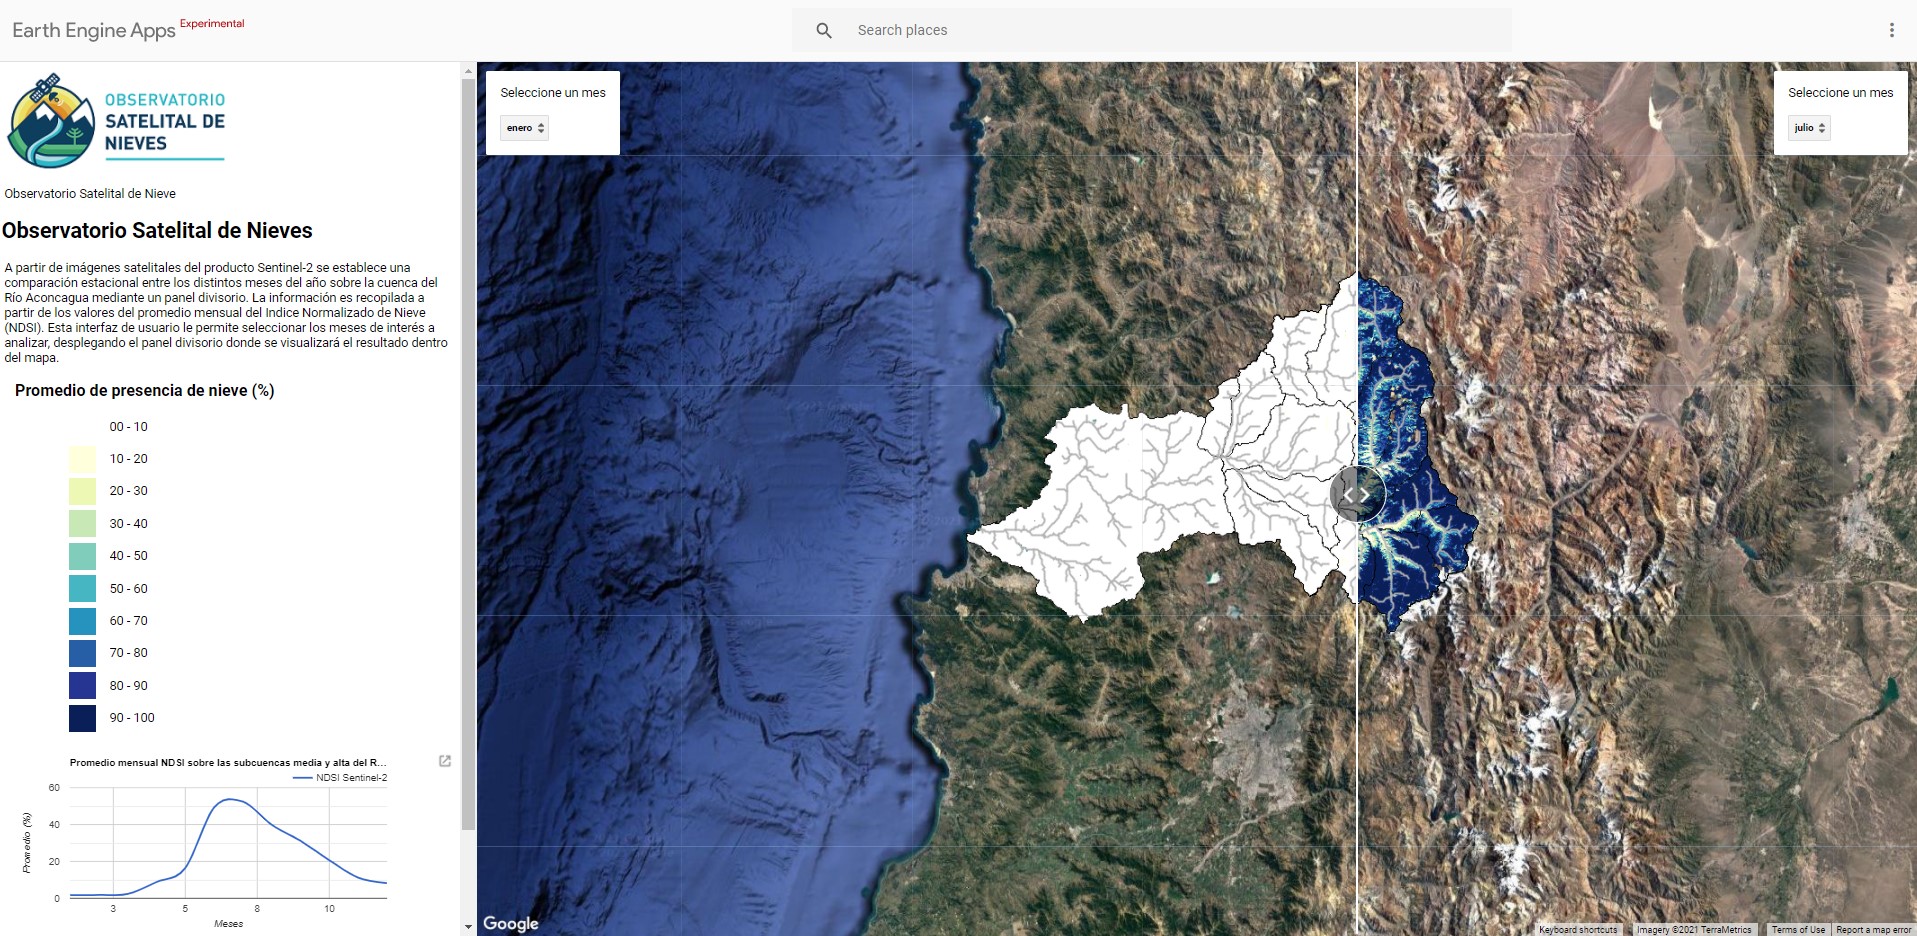 Earth Engine Apps Experimental
Search places
OBSERVATORIO
SATELITAL DE
NIEVES
Observatorio Satelital de Nieve
Observatorio Satelital de Nieves
A partir de imágenes satelitales del producto Sentinel-2 se establece una
comparación estacional entre los distintos meses del año sobre la cuenca del
Río Aconcagua mediante un panel divisorio. La información es recopilada a
partir de los valores del promedio mensual del Indice Normalizado de Nieve
(NDSI). Esta interfaz de usuario le permite seleccionar los meses de interés a
analizar, desplegando el panel divisorio donde se visualizará el resultado dentro
del mapa.
Promedio de presencia de nieve (%)
00 - 10
10 - 20
20 - 30
30 - 40
40 - 50
50 - 60
60 - 70
70 - 80
80 - 90
90 - 100
Promedio mensual NDSI sobre las subcuencas media y alta del R...
NDSI Sentinel-2
60
40
20
0
Promedio (%)
3 5 8 10
Meses
Seleccione un mes
enero
Seleccione un mes
julio
Google
Keyboard shortcuts
Imagery ©2021 TerraMetrics
Terms of Use
Report a map error